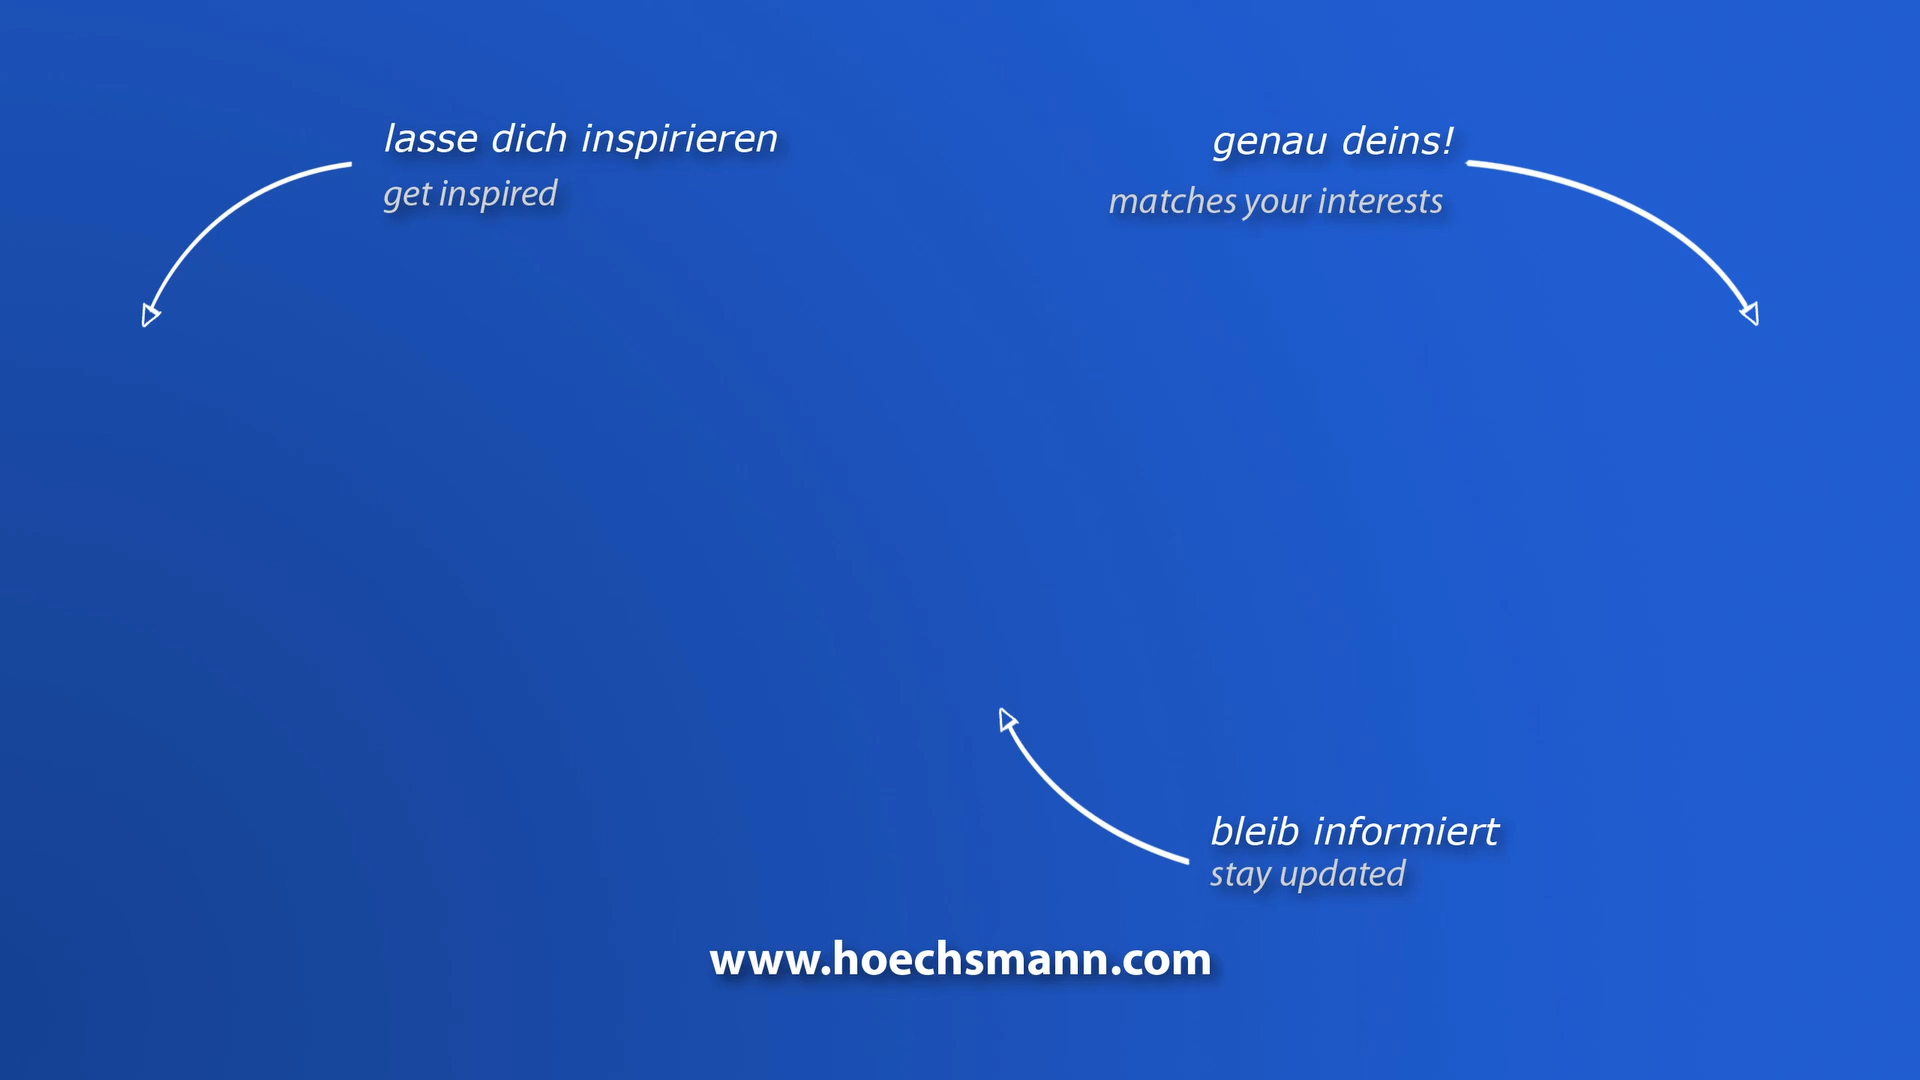 lasse dich inspirieren
get inspired
genau deins!
matches your interests
bleib informiert
stay updated
www.hoechsmann.com